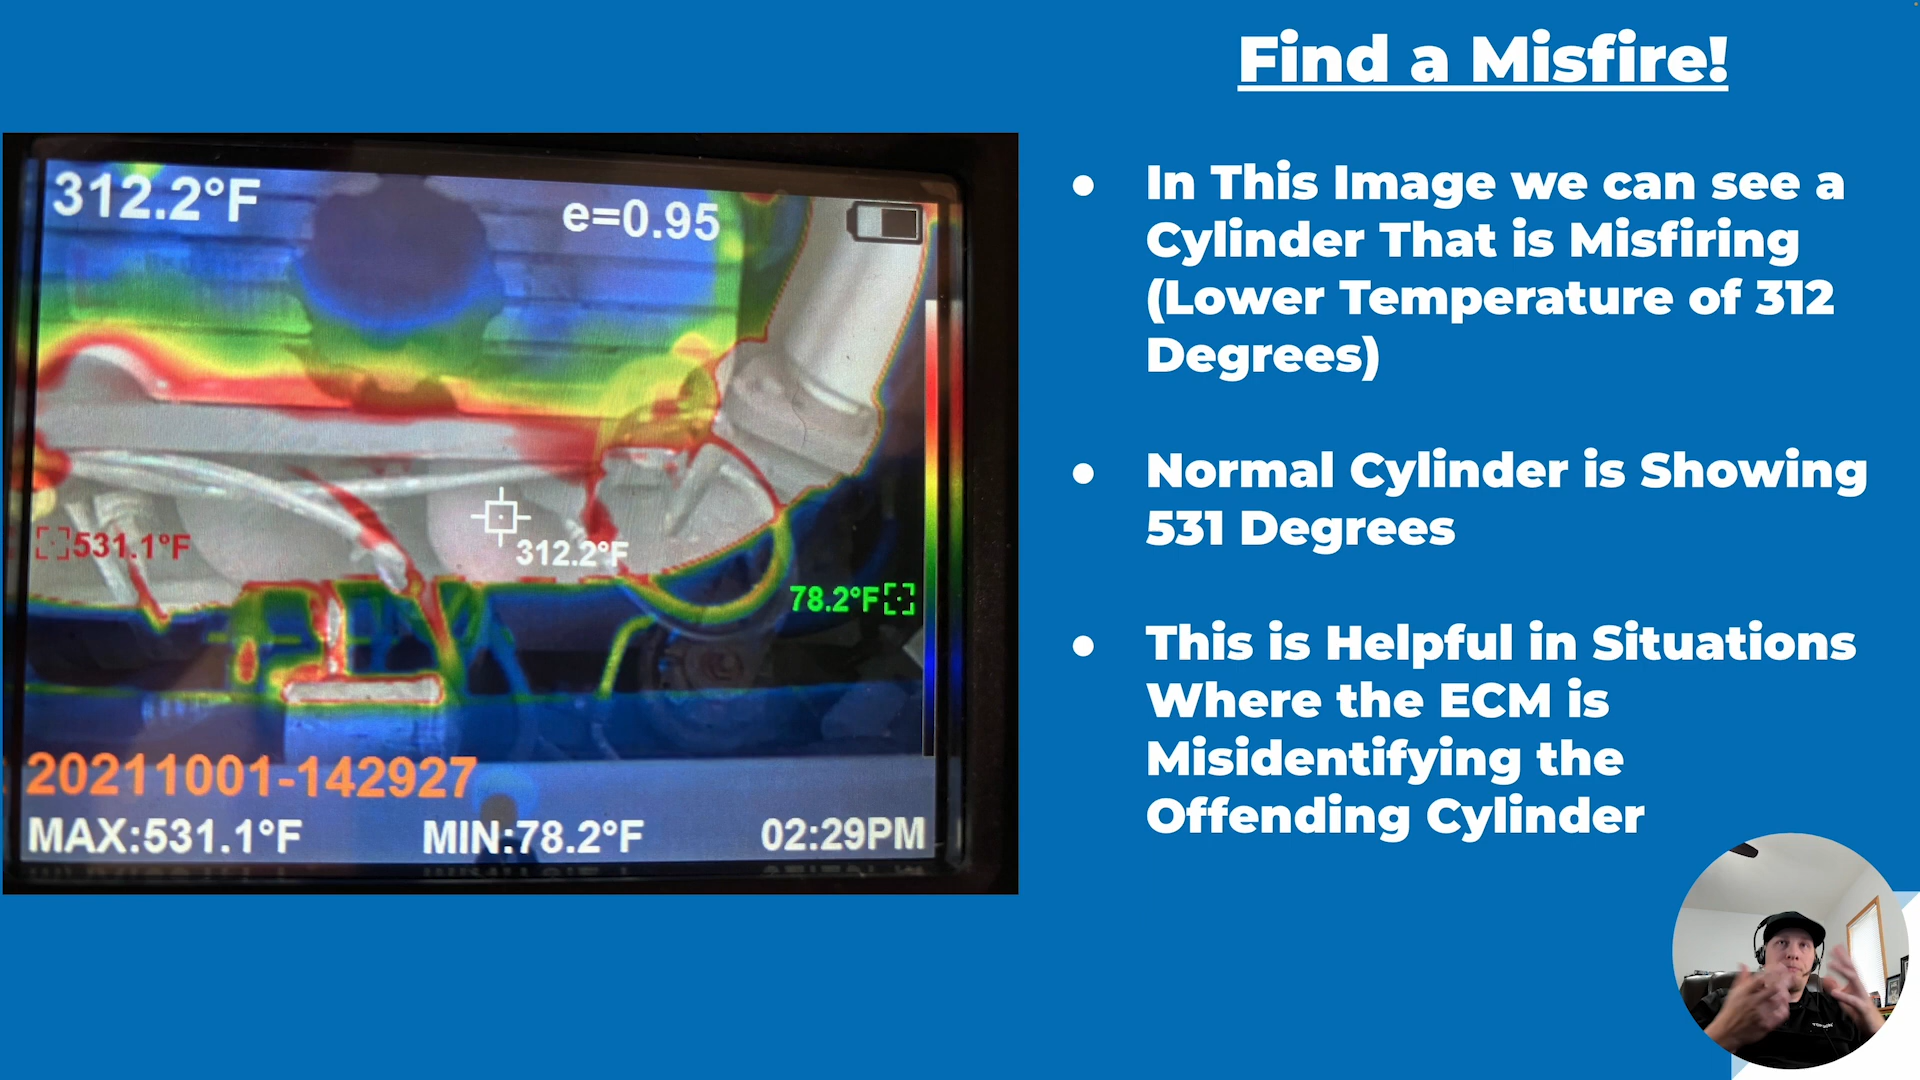 Find a Misfire!
312.2°F
e=0.95
531.1°F
312.2°F
78.2°F
20211001-142927
MAX:531.1°F
MIN:78.2°F
02:29PM
● In This Image we can see a
Cylinder That is Misfiring
(Lower Temperature of 312
Degrees)
● Normal Cylinder is Showing
531 Degrees
● This is Helpful in Situations
Where the ECM is
Misidentifying the
Offending Cylinder